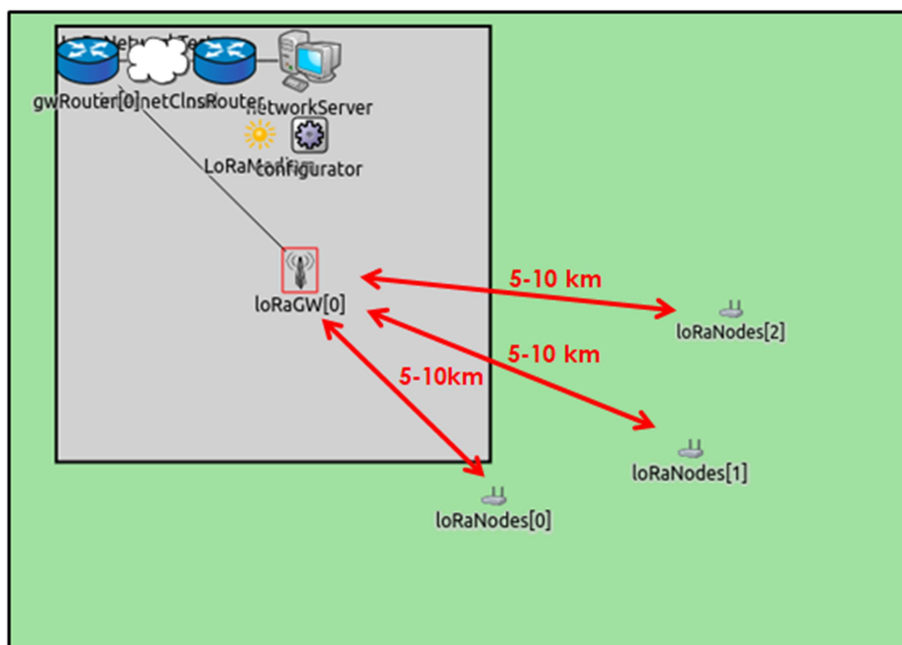 gwRouter[0]
networkServer
configurator
loRaGW[0]
5-10 km
loRaNodes[2]
5-10 km
5-10km
loRaNodes[1]
loRaNodes[0]